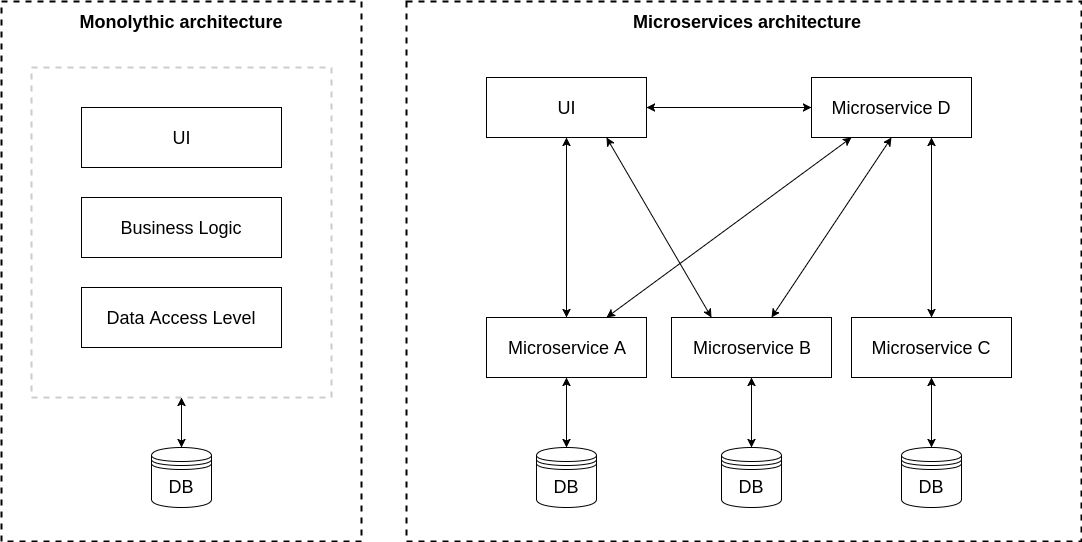 Monolythic architecture
UI
Business Logic
Data Access Level
DB
Microservices architecture
UI
Microservice D
Microservice A
Microservice B
Microservice C
DB
DB
DB